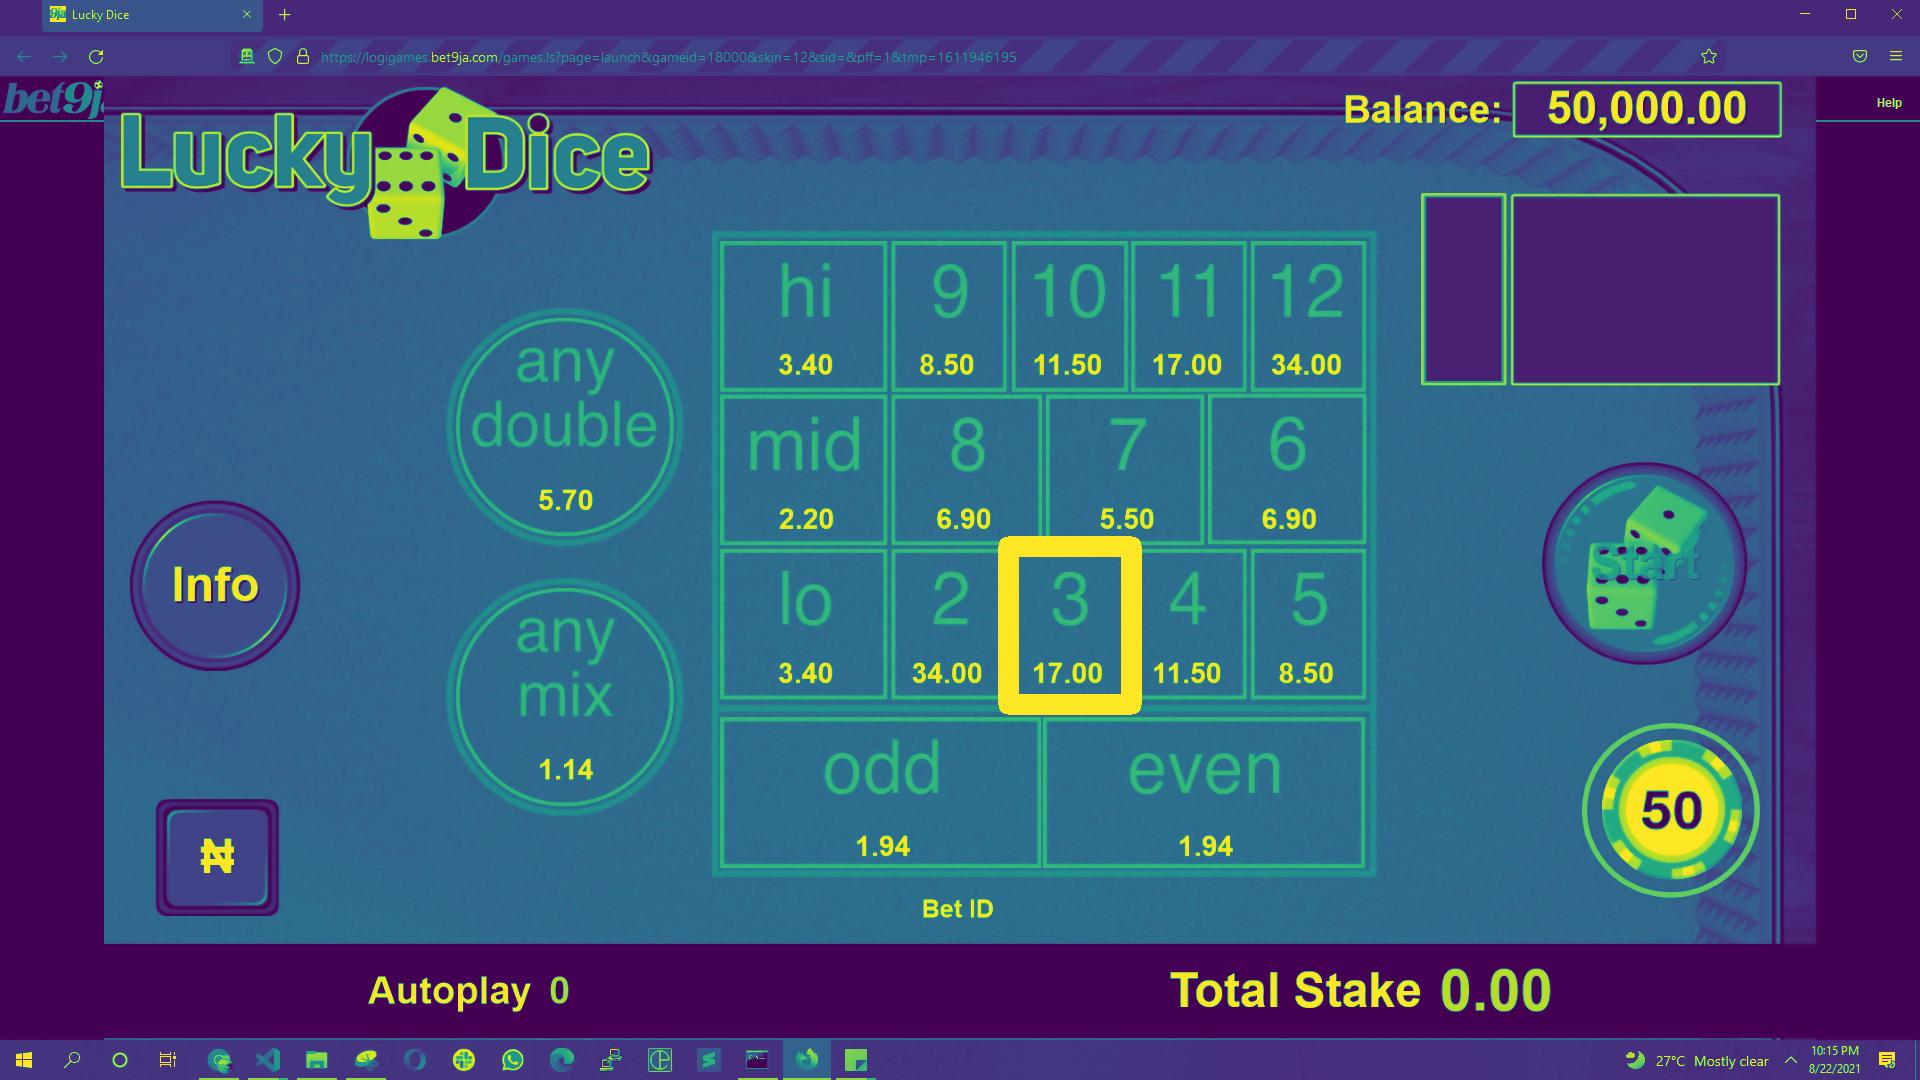 Lucky Dice
https://logigames.bet9ja.com/games.ls?page=launch&gameid=18000&skin=12&sid=&pff=1&tmp=1611946195
bet9j
Lucky Dice
Balance: 50,000.00
Help
hi 9 10 11 12
3.40 8.50 11.50 17.00 34.00
any
double
5.70
mid 8 7 6
2.20 6.90 5.50 6.90
Start
Info
any
mix
1.14
lo 2 3 4 5
3.40 34.00 17.00 11.50 8.50
odd even
1.94 1.94
50
₦
Bet ID
Autoplay 0
Total Stake 0.00
27°C Mostly clear
10:15 PM
8/22/2021